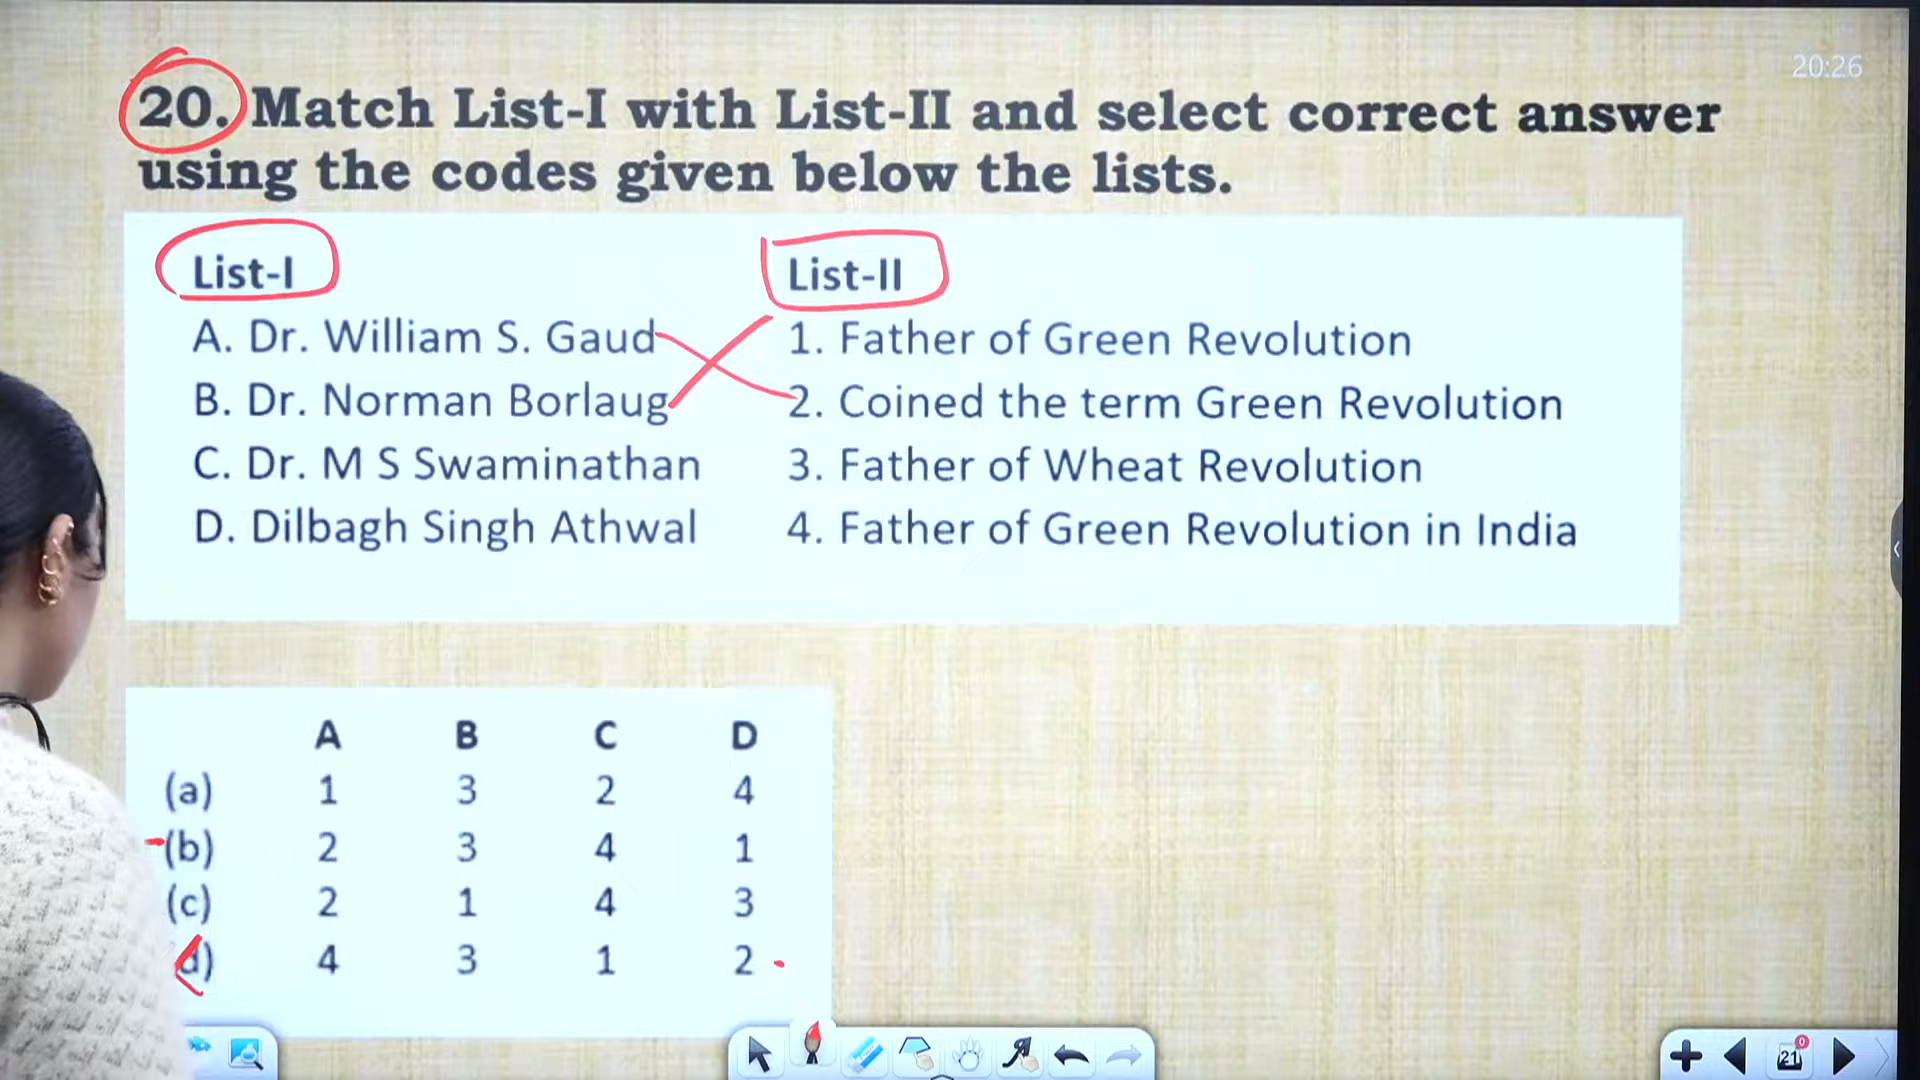 20:26
20. Match List-I with List-II and select correct answer
using the codes given below the lists.
List-I List-II
A. Dr. William S. Gaud 1. Father of Green Revolution
B. Dr. Norman Borlaug 2. Coined the term Green Revolution
C. Dr. M S Swaminathan 3. Father of Wheat Revolution
D. Dilbagh Singh Athwal 4. Father of Green Revolution in India
A B C D
(a) 1 3 2 4
(b) 2 3 4 1
(c) 2 1 4 3
(d) 4 3 1 2
21 0